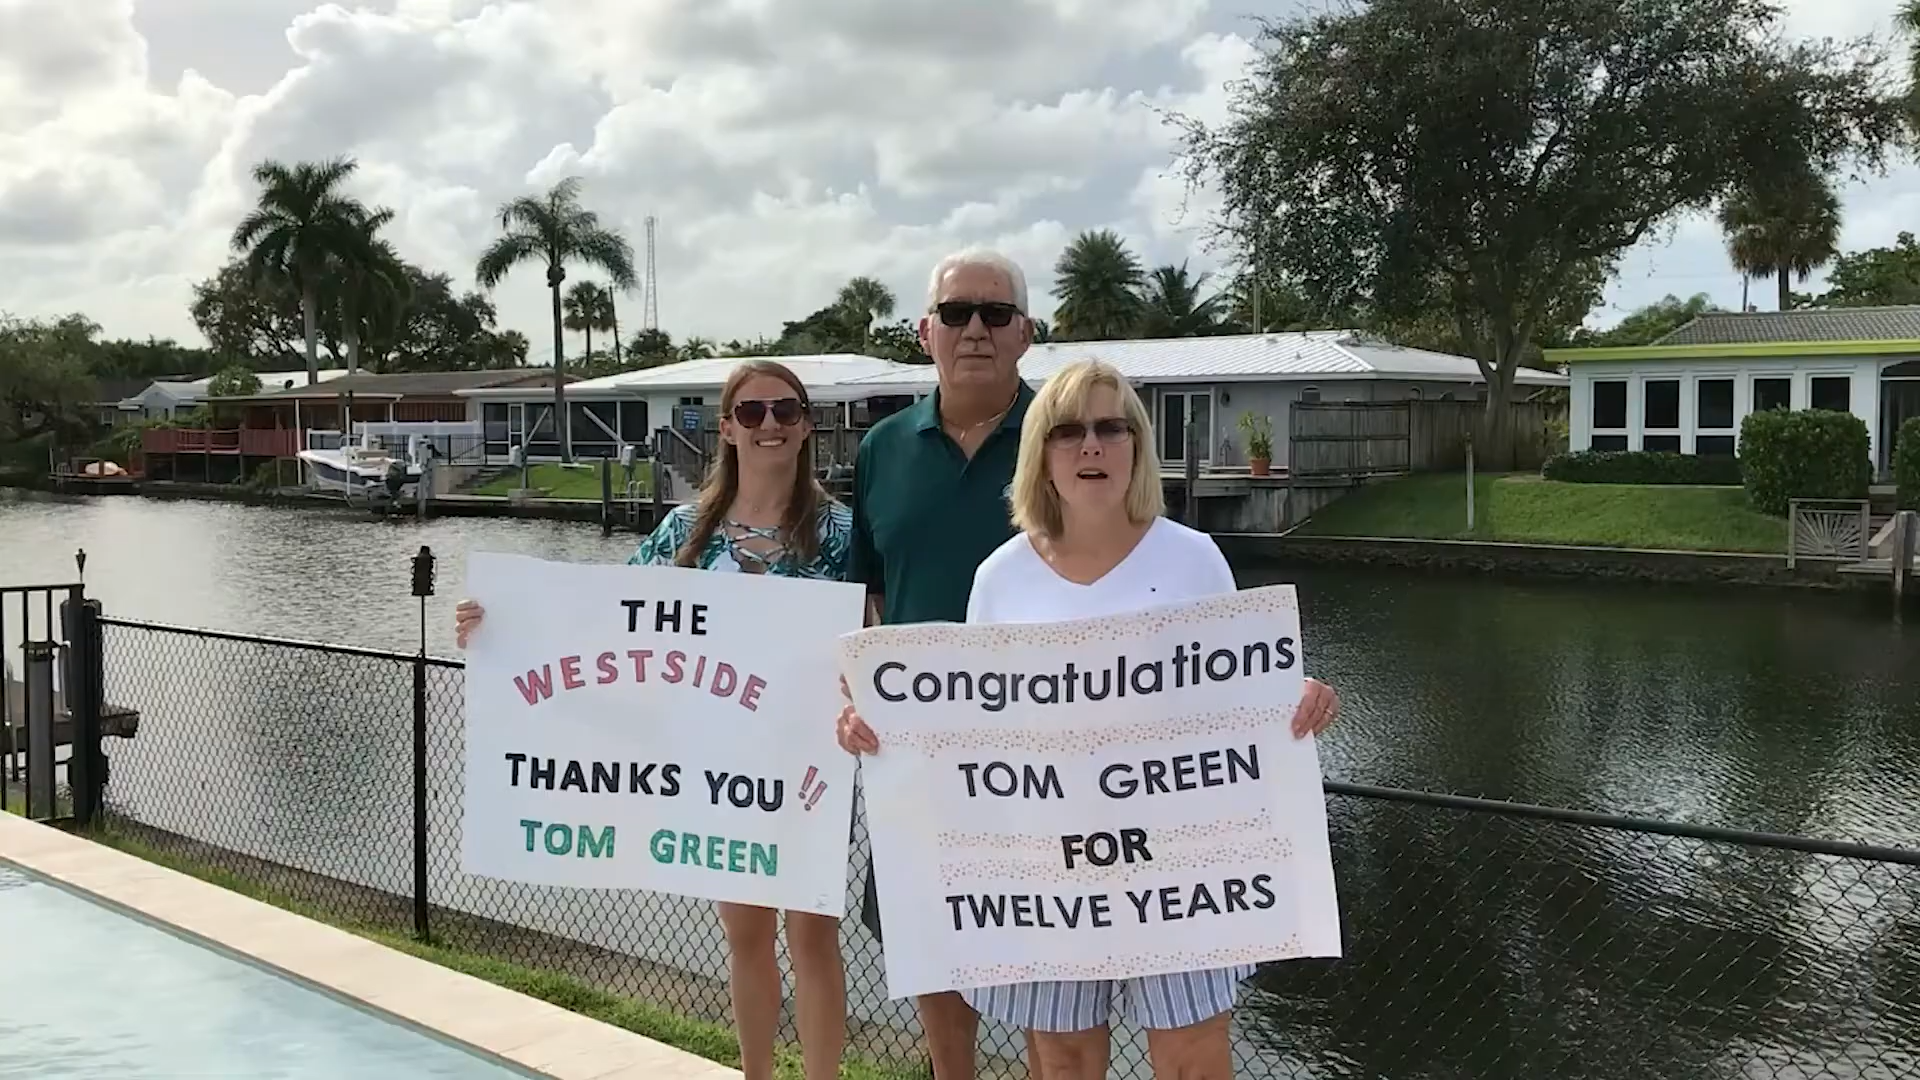 THE
WESTSIDE
THANKS YOU!!
TOM GREEN
Congratulations
TOM GREEN
FOR
TWELVE YEARS